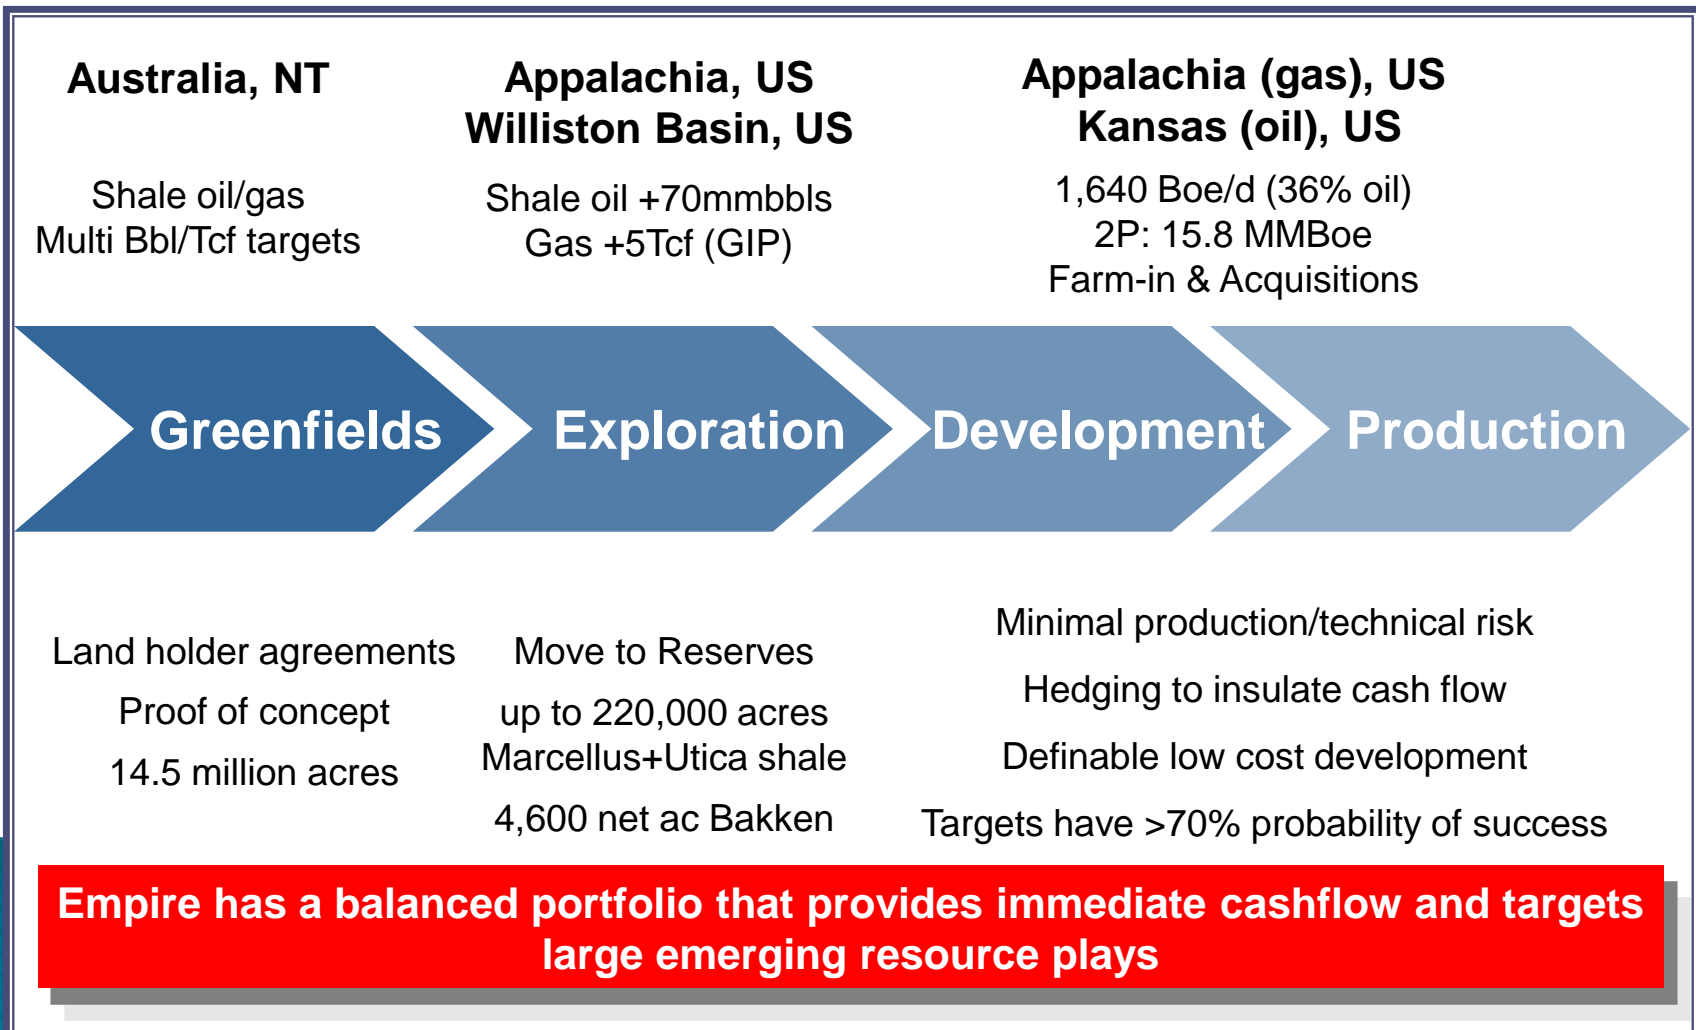 Australia, NT
Shale oil/gas
Multi Bbl/Tcf targets
Appalachia, US
Williston Basin, US
Shale oil +70mmbbls
Gas +5Tcf (GIP)
Appalachia (gas), US
Kansas (oil), US
1,640 Boe/d (36% oil)
2P: 15.8 MMBoe
Farm-in & Acquisitions
Greenfields
Exploration
Development
Production
Land holder agreements
Proof of concept
14.5 million acres
Move to Reserves
up to 220,000 acres
Marcellus+Utica shale
4,600 net ac Bakken
Minimal production/technical risk
Hedging to insulate cash flow
Definable low cost development
Targets have >70% probability of success
Empire has a balanced portfolio that provides immediate cashflow and targets
large emerging resource plays